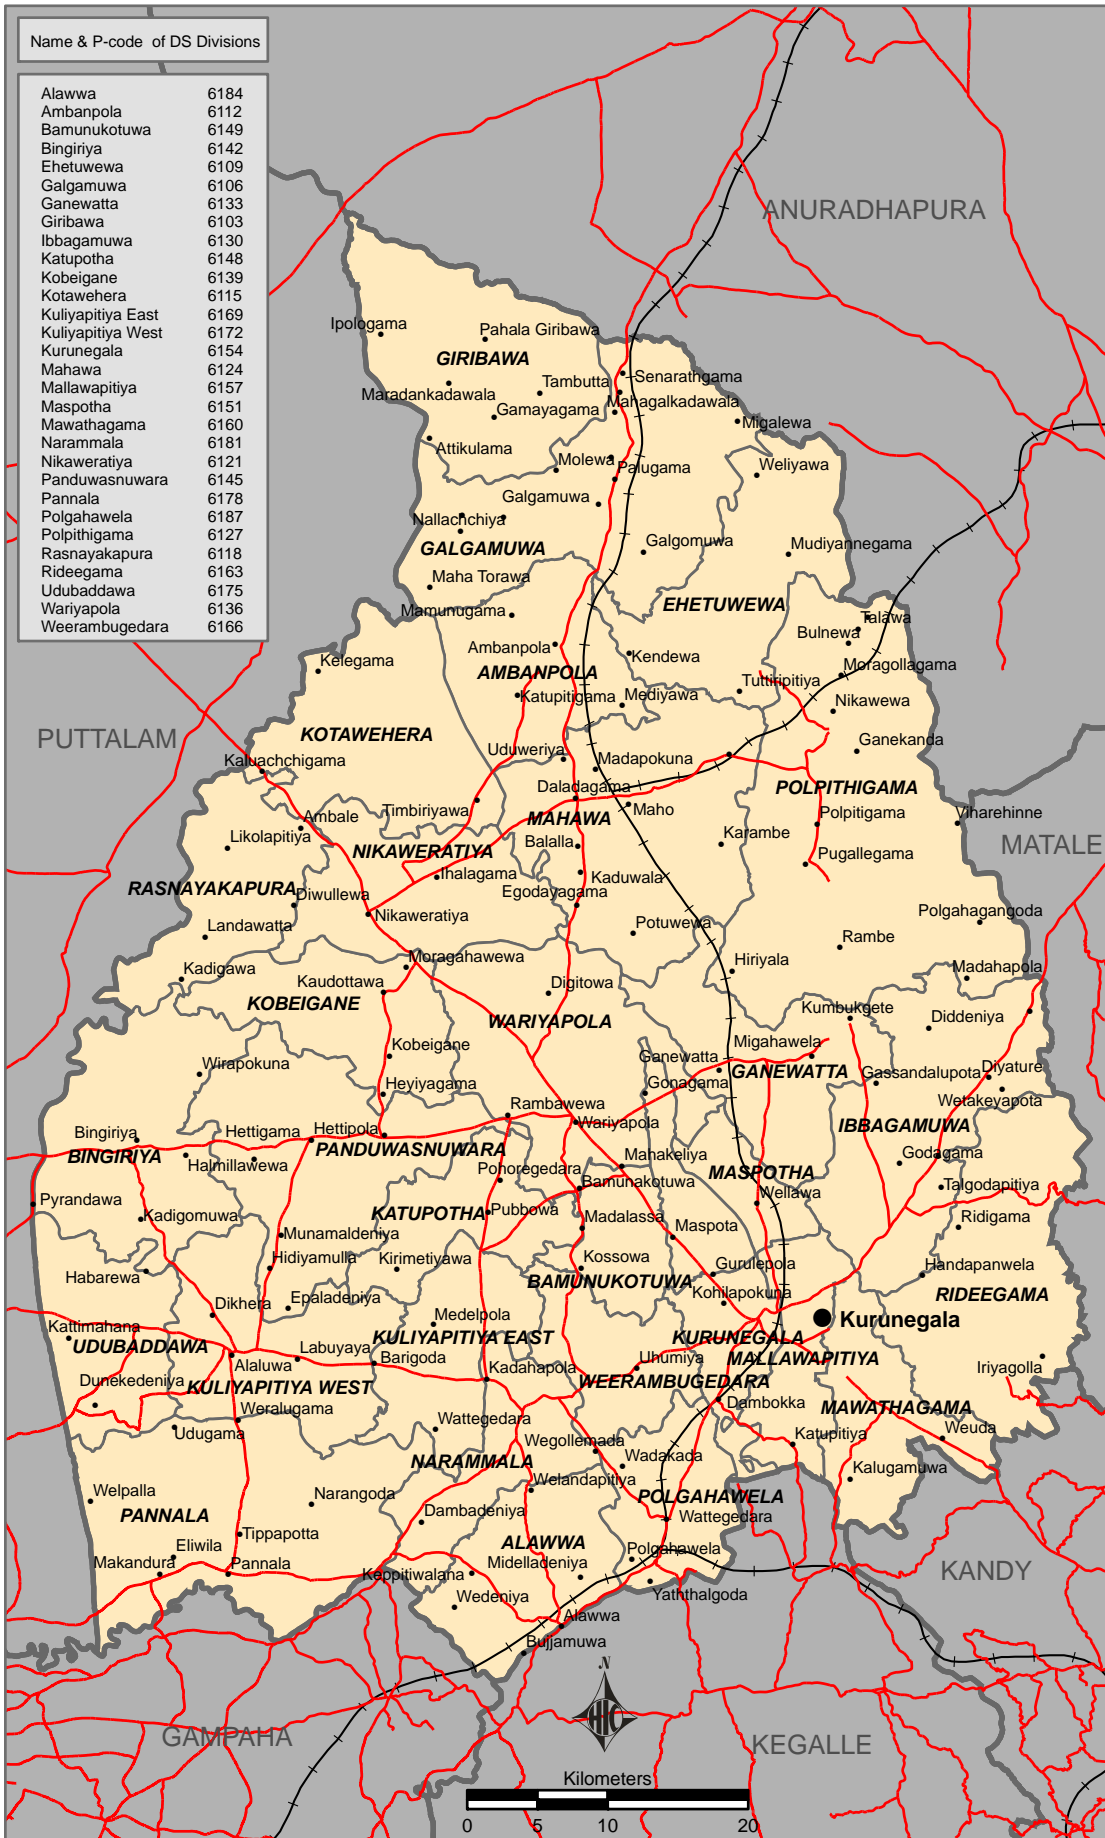 Name & P-code of DS Divisions
Alawwa 6184
Ambanpola 6112
Bamunukotuwa 6149
Bingiriya 6142
Ehetuwewa 6109
Galgamuwa 6106
Ganewatta 6133
Giribawa 6103
Ibbagamuwa 6130
Katupotha 6148
Kobeigane 6139
Kotawehera 6115
Kuliyapitiya East 6169
Kuliyapitiya West 6172
Kurunegala 6154
Mahawa 6124
Mallawapitiya 6157
Maspotha 6151
Mawathagama 6160
Narammala 6181
Nikaweratiya 6121
Panduwasnuwara 6145
Pannala 6178
Polgahawela 6187
Polpithigama 6127
Rasnayakapura 6118
Rideegama 6163
Udubaddawa 6175
Wariyapola 6136
Weerambugedara 6166
ANURADHAPURA
Ipologama
Pahala Giribawa
GIRIBAWA
Senarathgama
Tambutta
Maradankadawala
Mahagalkadawala
Gamayagama
Migalewa
Attikulama
Molewa
Palugama
Weliyawa
Galgamuwa
Nallachchiya
GALGAMUWA
Galgomuwa
Mudiyannegama
Maha Torawa
EHETUWEWA
Mamunugama
Talawa
Bulnewa
Ambanpola
Kendewa
Kelegama
AMBANPOLA
Moragollagama
Tuttiripitiya
Katupitigama
Mediyawa
Nikawewa
PUTTALAM
KOTAWEHERA
Uduweriya
Ganekanda
Kaluachchigama
Madapokuna
Daladagama
POLPITHIGAMA
Timbiriyawa
Maho
Ambale
MAHAWA
Polpitigama
Viharehinne
Likolapitiya
Karambe
MATALE
NIKAWERATIYA
Balalla
Pugallegama
Ihalagama
Kaduwala
RASNAYAKAPURA
Diwullewa
Egodayagama
Nikaweratiya
Polgahagangoda
Landawatta
Potuwewa
Rambe
Moragahawewa
Kadigawa
Hiriyala
Madahapola
Kaudottawa
Digitowa
KOBEIGANE
Kumbukgete
WARIYAPOLA
Diddeniya
Migahawela
Kobeigane
Ganewatta
GANEWATTA
Diyature
Wirapokuna
Gassandalupota
Heyiyagama
Gonagama
Wetakeyapota
Rambawewa
Wariyapola
IBBAGAMUWA
Bingiriya
Hettigama
Hettipola
BINGIRIYA
PANDUWASNUWARA
Halmillawewa
Mahakeliya
Godagama
Pohoregedara
MASPOTHA
Bamunakotuwa
Talgodapitiya
Pyrandawa
Wellawa
Kadigomuwa
KATUPOTHA
Pubbowa
Madalassa
Maspota
Ridigama
Munamaldeniya
Hidiyamulla
Kirimetiyawa
Kossowa
Habarewa
BAMUNUKOTUWA
Gurulepola
Handapanwela
RIDEEGAMA
Dikhera
Epaladeniya
Kohilapokuna
Medelpola
Kurunegala
Kattimahana
KULIYAPITIYA EAST
KURUNEGALA
UDUBADDAWA
Labuyaya
Barigoda
MALLAWAPITIYA
Alaluwa
Kadahapola
Uhumiya
Iriyagolla
Dunekedeniya
KULIYAPITIYA WEST
WEERAMBUGEDARA
Dambokka
MAWATHAGAMA
Weralugama
Udugama
Wattegedara
Wegollemada
Katupitiya
Weuda
NARAMMALA
Wadakada
Welandapitiya
Kalugamuwa
Welpalla
Narangoda
POLGAHAWELA
PANNALA
Dambadeniya
Wattegedara
Tippapotta
ALAWWA
Eliwila
Makandura
Pannala
Keppitiwalana
Midelladeniya
Polgahawela
KANDY
Wedeniya
Yaththalgoda
Alawwa
Bujjamuwa
N
HIC
GAMPAHA
KEGALLE
Kilometers
0 5 10 20